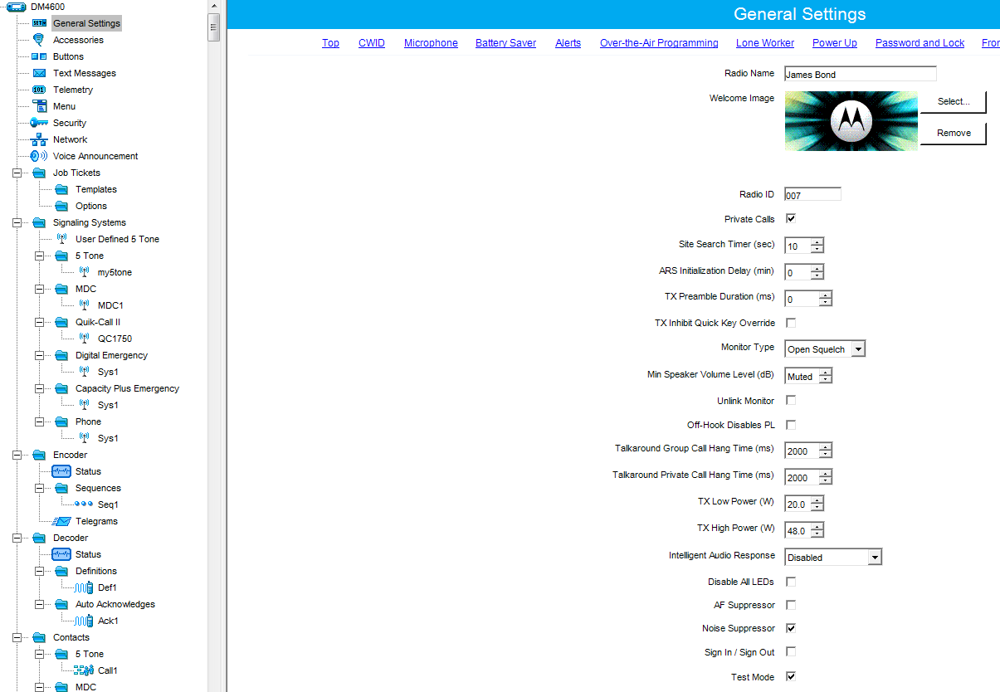 DM4600
General Settings
Accessories
Buttons
Text Messages
Telemetry
Menu
Security
Network
Voice Announcement
Job Tickets
Templates
Options
Signaling Systems
User Defined 5 Tone
5 Tone
my5tone
MDC
MDC1
Quik-Call II
QC1750
Digital Emergency
Sys1
Capacity Plus Emergency
Sys1
Phone
Sys1
Encoder
Status
Sequences
Seq1
Telegrams
Decoder
Status
Definitions
Def1
Auto Acknowledges
Ack1
Contacts
5 Tone
Call1
MDC
General Settings
Top CWID Microphone Battery Saver Alerts Over-the-Air Programming Lone Worker Power Up Password and Lock Fror
Radio Name James Bond
Welcome Image Select...
Remove
Radio ID 007
Private Calls
Site Search Timer (sec) 10
ARS Initialization Delay (min) 0
TX Preamble Duration (ms) 0
TX Inhibit Quick Key Override
Monitor Type Open Squelch
Min Speaker Volume Level (dB) Muted
Unlink Monitor
Off-Hook Disables PL
Talkaround Group Call Hang Time (ms) 2000
Talkaround Private Call Hang Time (ms) 2000
TX Low Power (W) 20.0
TX High Power (W) 48.0
Intelligent Audio Response Disabled
Disable All LEDs
AF Suppressor
Noise Suppressor
Sign In / Sign Out
Test Mode